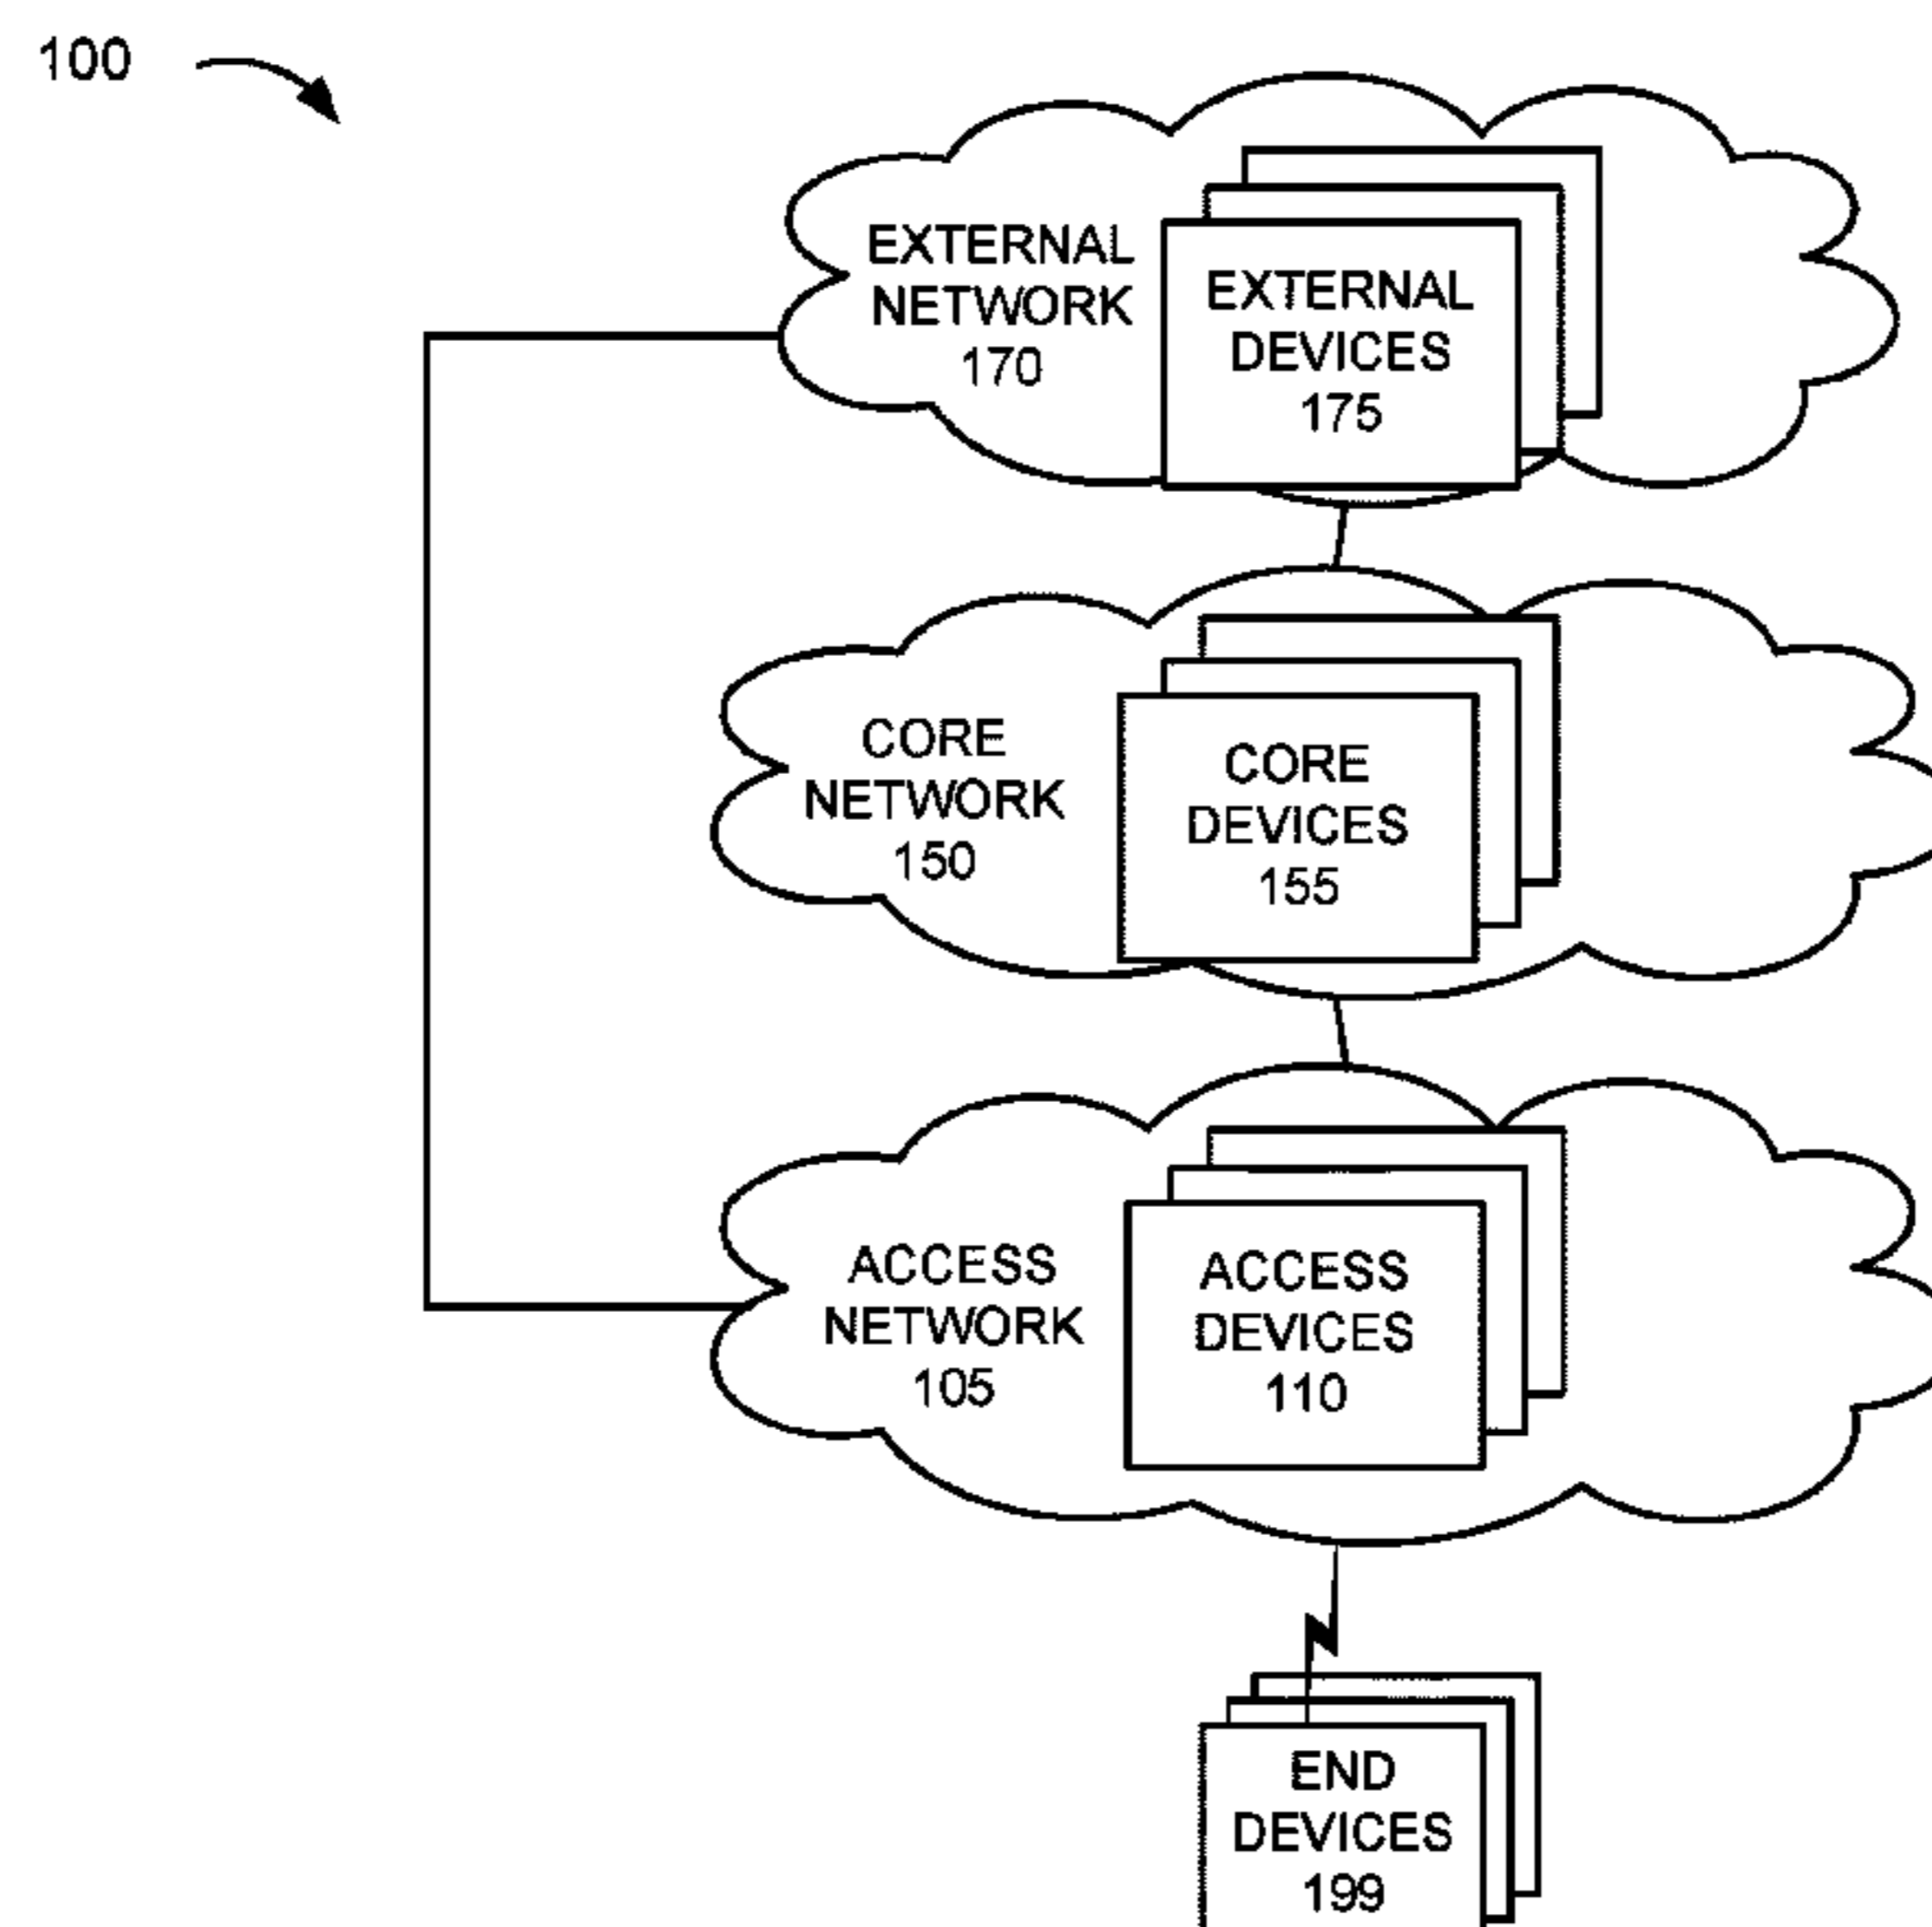 100
EXTERNAL
NETWORK
170
EXTERNAL
DEVICES
175
CORE
NETWORK
150
CORE
DEVICES
155
ACCESS
NETWORK
105
ACCESS
DEVICES
110
END
DEVICES
199